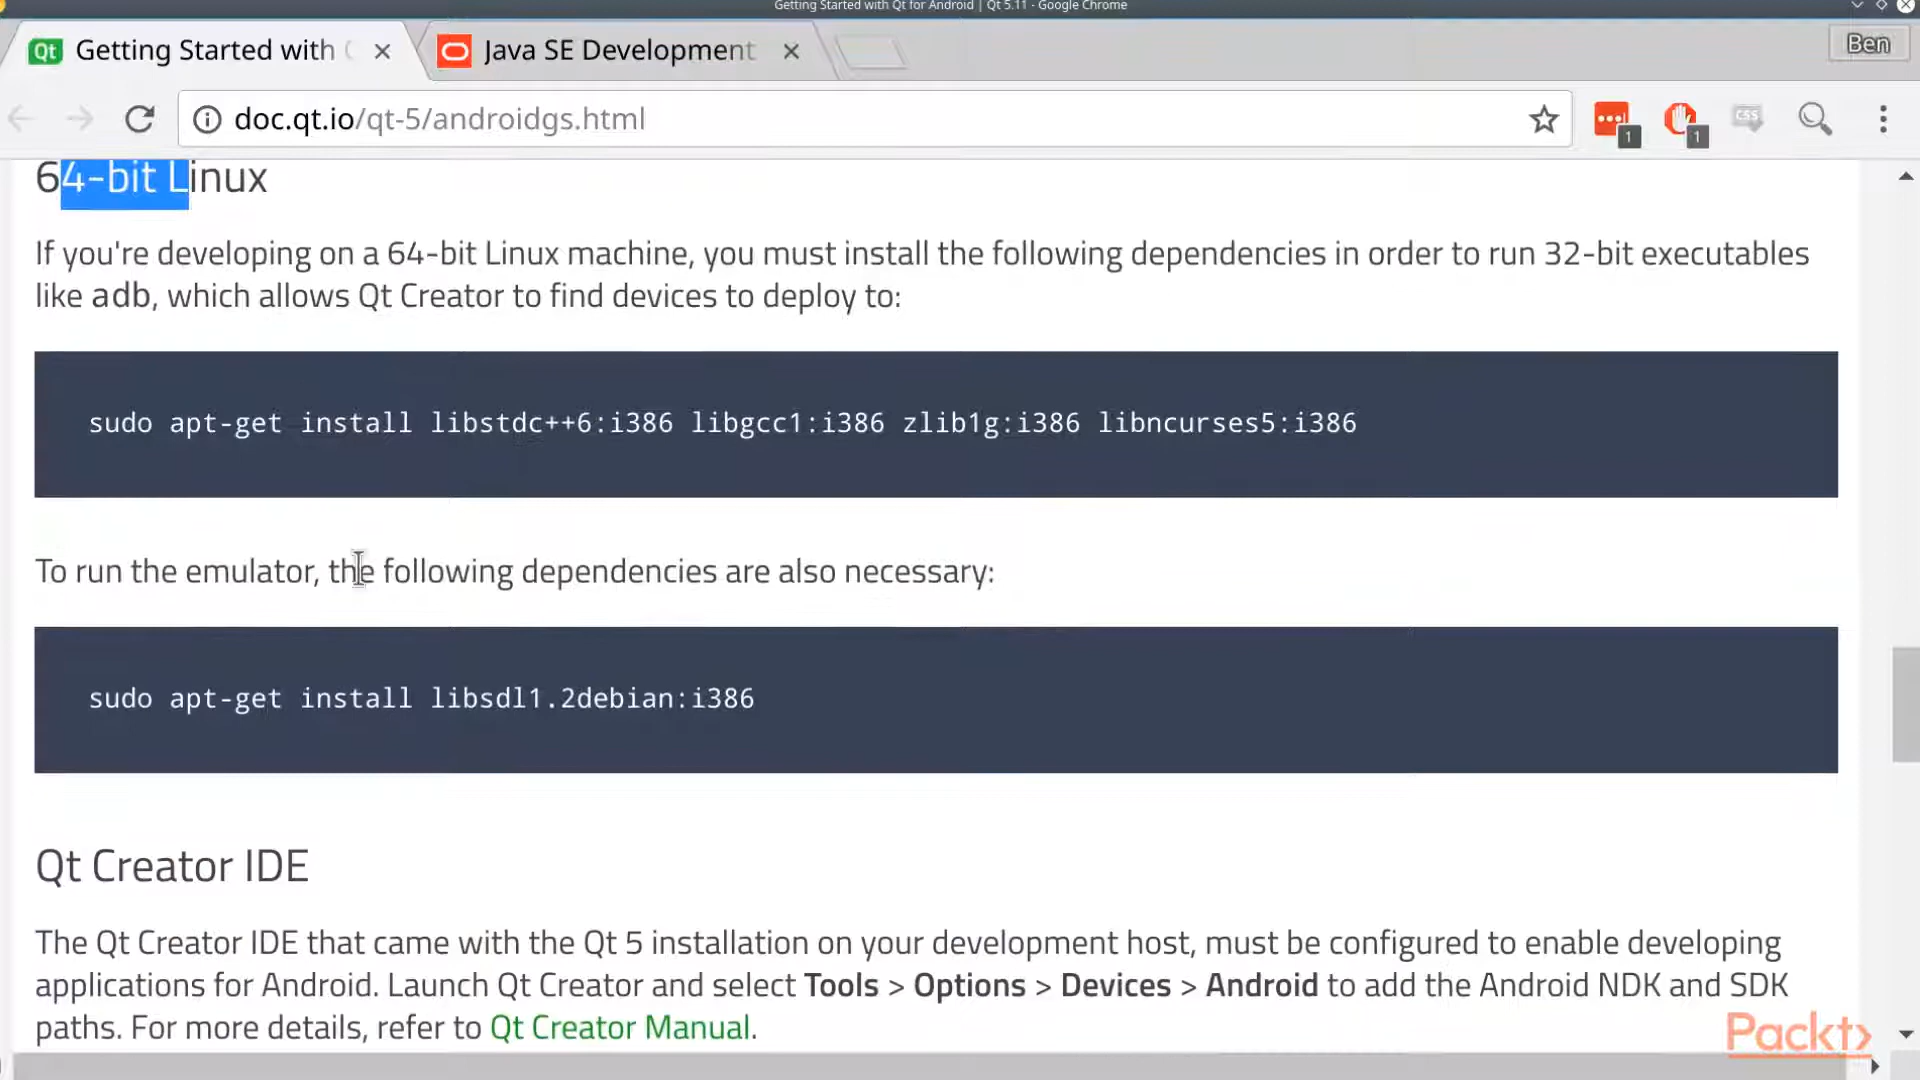 Getting Started with Qt for Android | Qt 5.11 - Google Chrome
Qt Getting Started with
Java SE Development
Ben
doc.qt.io/qt-5/androidgs.html
1
1
CSS
64-bit Linux
If you're developing on a 64-bit Linux machine, you must install the following dependencies in order to run 32-bit executables
like adb, which allows Qt Creator to find devices to deploy to:
sudo apt-get install libstdc++6:i386 libgcc1:i386 zlib1g:i386 libncurses5:i386
To run the emulator, the following dependencies are also necessary:
sudo apt-get install libsdl1.2debian:i386
Qt Creator IDE
The Qt Creator IDE that came with the Qt 5 installation on your development host, must be configured to enable developing
applications for Android. Launch Qt Creator and select Tools > Options > Devices > Android to add the Android NDK and SDK
paths. For more details, refer to Qt Creator Manual.
Packt>